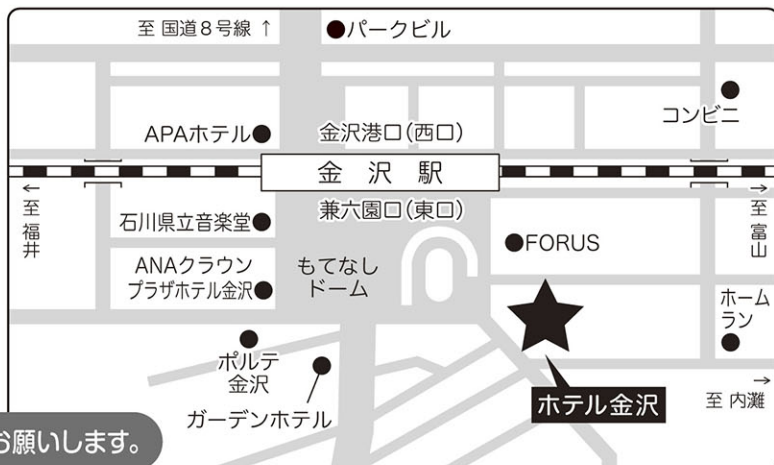 至 国道8号線 ↑
パークビル
コンビニ
APAホテル
金沢港口(西口)
金沢駅
兼六園口(東口)
←
至 福井
→
至 富山
石川県立音楽堂
FORUS
ANAクラウン
プラザホテル金沢
もてなし
ドーム
ホーム
ラン
ポルテ
金沢
ガーデンホテル
ホテル金沢
→
至 内灘
お願いします。